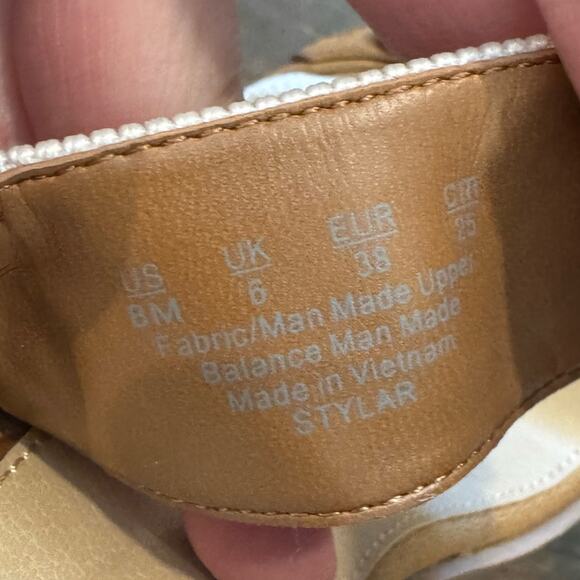 US UK EUR CM
8M 6 38 25
Fabric/Man Made Upper
Balance Man Made
Made in Vietnam
STYLAR